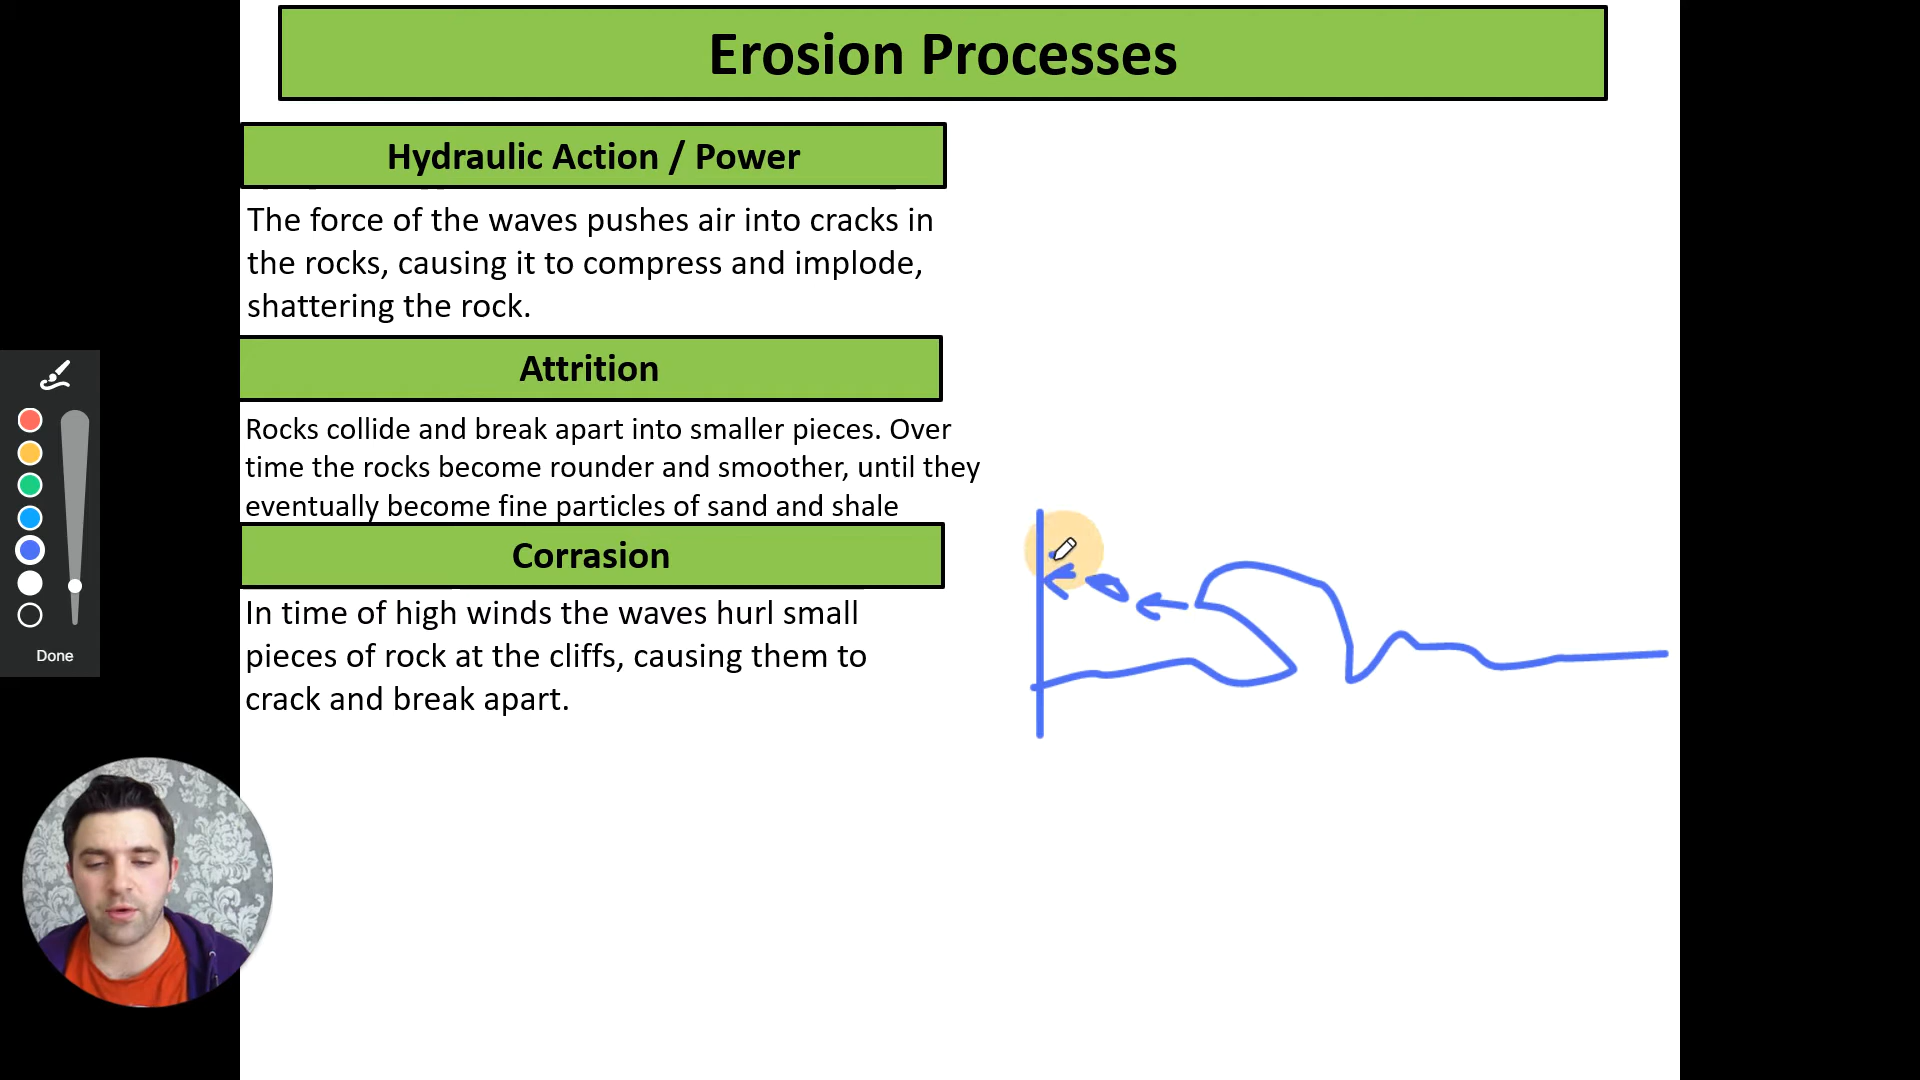 Erosion Processes
Hydraulic Action / Power
The force of the waves pushes air into cracks in
the rocks, causing it to compress and implode,
shattering the rock.
Attrition
Rocks collide and break apart into smaller pieces. Over
time the rocks become rounder and smoother, until they
eventually become fine particles of sand and shale
Corrasion
In time of high winds the waves hurl small
pieces of rock at the cliffs, causing them to
crack and break apart.
Done